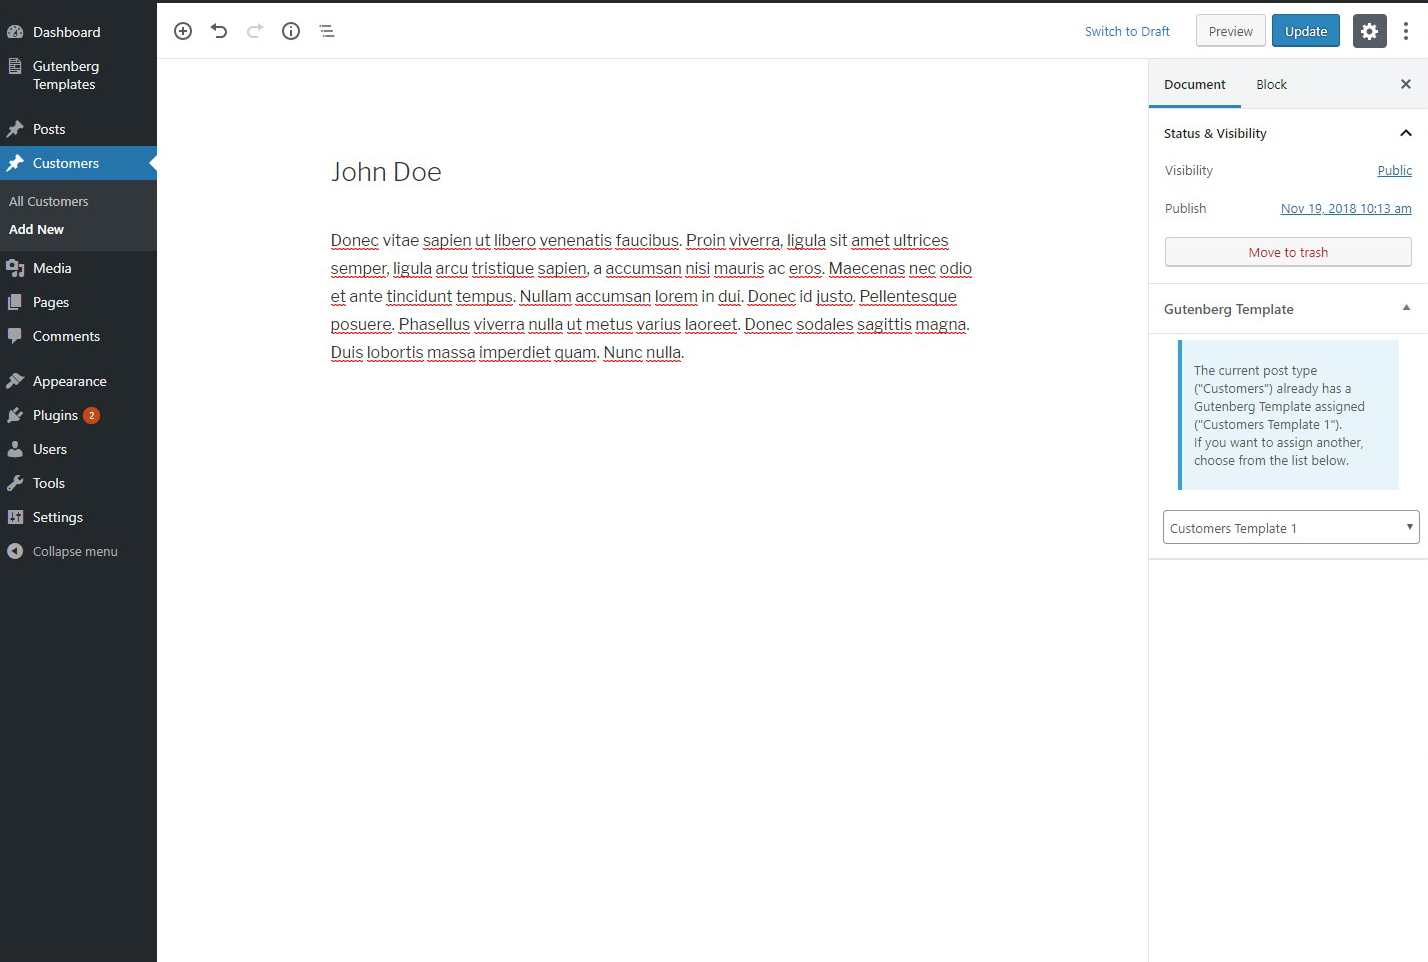 Dashboard
Gutenberg
Templates
Posts
Customers
All Customers
Add New
Media
Pages
Comments
Appearance
Plugins 2
Users
Tools
Settings
Collapse menu
Switch to Draft Preview Update
John Doe
Donec vitae sapien ut libero venenatis faucibus. Proin viverra, ligula sit amet ultrices
semper, ligula arcu tristique sapien, a accumsan nisi mauris ac eros. Maecenas nec odio
et ante tincidunt tempus. Nullam accumsan lorem in dui. Donec id justo. Pellentesque
posuere. Phasellus viverra nulla ut metus varius laoreet. Donec sodales sagittis magna.
Duis lobortis massa imperdiet quam. Nunc nulla.
Document Block
Status & Visibility
Visibility Public
Publish Nov 19, 2018 10:13 am
Move to trash
Gutenberg Template
The current post type
("Customers") already has a
Gutenberg Template assigned
("Customers Template 1").
If you want to assign another,
choose from the list below.
Customers Template 1